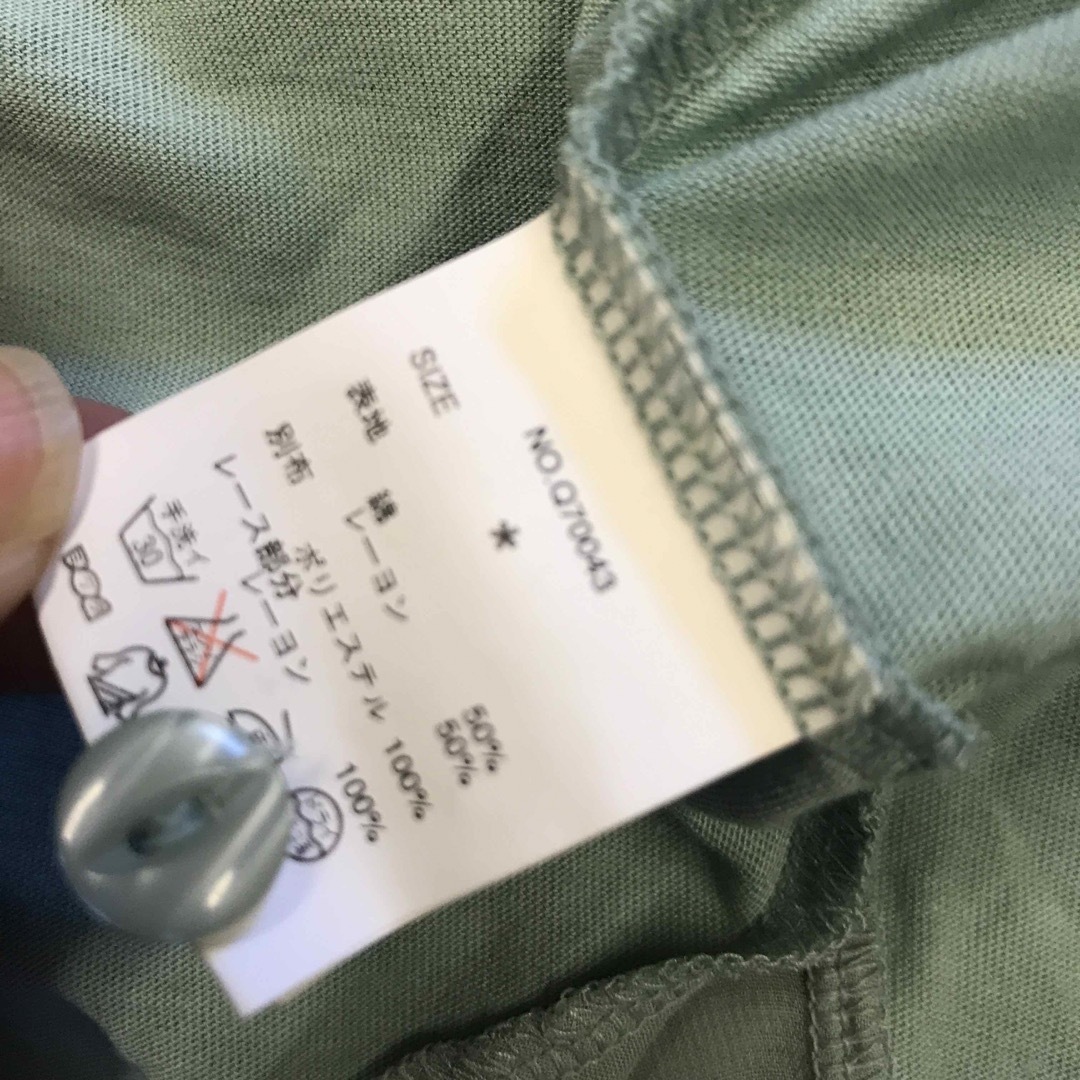 NO.Q70043
SIZE ★
表地 綿 50%
レーヨン 50%
別布 ポリエステル 100%
レース部分
レーヨン 100%
手洗イ
30